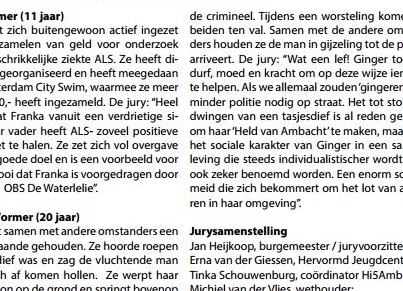 mer (11 jaar)
t zich buitengewoon actief ingezet
zamelen van geld voor onderzoek
schrikkelijke ziekte ALS. Ze heeft di-
georganiseerd en heeft meegedaan
terdam City Swim, waarmee ze meer
0,- heeft ingezameld. De jury: “Heel
at Franka vanuit een verdrietige si-
r vader heeft ALS- zoveel positieve
et te halen. Ze zet zich vol overgave
goede doel en is een voorbeeld voor
ooi dat Franka is voorgedragen door
OBS De Waterlelie”.
ormer (20 jaar)
t samen met andere omstanders een
aande gehouden. Ze hoorde roepen
dief was en zag de vluchtende man
ch af komen hollen. Ze werpt haar
op de grond en springt bovenop
de crimineel. Tijdens een worsteling kome
beiden ten val. Samen met de andere om
ders houden ze de man in gijzeling tot de p
arriveert. De jury: “Wat een lef! Ginger to
durf, moed en kracht om op deze wijze ie
te helpen. Als we allemaal zouden ‘gingeren
minder politie nodig op straat. Het tot sto
dwingen van een tasjesdief is al reden ge
om haar ‘Held van Ambacht’ te maken, maa
het sociale karakter van Ginger in een sa
leving die steeds individualistischer wordt
ook zeker benoemd worden. Een enorm so
meid die zich bekommert om het lot van a
ren in haar omgeving”.
Jurysamenstelling
Jan Heijkoop, burgemeester / juryvoorzitte
Erna van der Giessen, Hervormd Jeugdcent
Tinka Schouwenburg, coördinator Hi5Amb
Michiel van der Vlies, wethouder;